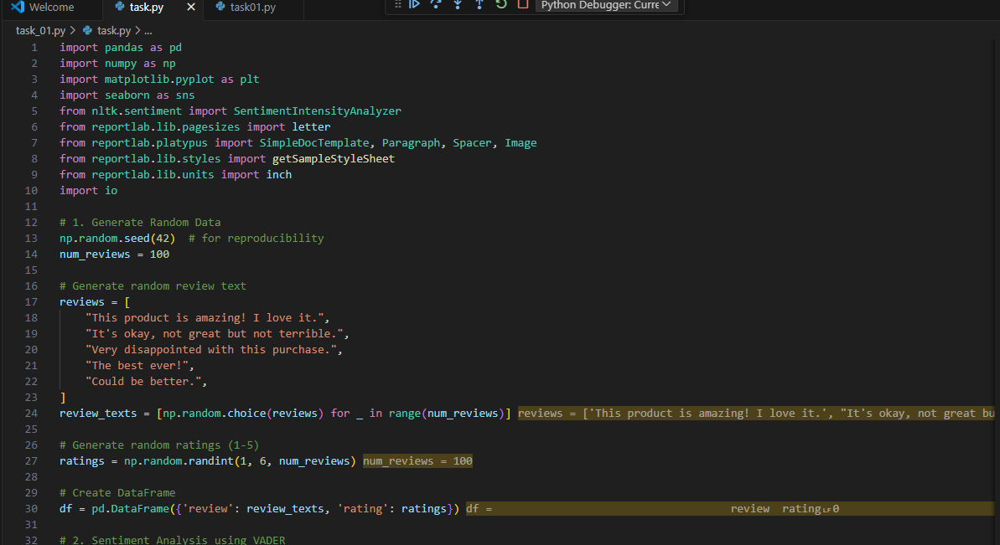 Welcome task.py task01.py Python Debugger: Curre
task_01.py > task.py > ...
1 import pandas as pd
2 import numpy as np
3 import matplotlib.pyplot as plt
4 import seaborn as sns
5 from nltk.sentiment import SentimentIntensityAnalyzer
6 from reportlab.lib.pagesizes import letter
7 from reportlab.platypus import SimpleDocTemplate, Paragraph, Spacer, Image
8 from reportlab.lib.styles import getSampleStyleSheet
9 from reportlab.lib.units import inch
10 import io
11
12 # 1. Generate Random Data
13 np.random.seed(42)  # for reproducibility
14 num_reviews = 100
15
16 # Generate random review text
17 reviews = [
18     "This product is amazing! I love it.",
19     "It's okay, not great but not terrible.",
20     "Very disappointed with this purchase.",
21     "The best ever!",
22     "Could be better.",
23 ]
24 review_texts = [np.random.choice(reviews) for _ in range(num_reviews)] reviews = ['This product is amazing! I love it.', "It's okay, not great bu
25
26 # Generate random ratings (1-5)
27 ratings = np.random.randint(1, 6, num_reviews) num_reviews = 100
28
29 # Create DataFrame
30 df = pd.DataFrame({'review': review_texts, 'rating': ratings}) df = review rating␊0
31
32 # 2. Sentiment Analysis using VADER